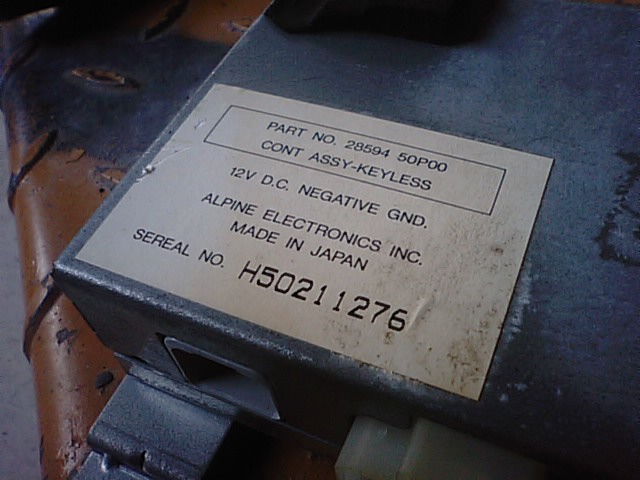 PART NO. 28594 50P00
CONT ASSY-KEYLESS
12V D.C. NEGATIVE GND.
ALPINE ELECTRONICS INC.
MADE IN JAPAN
SEREAL NO. H50211276